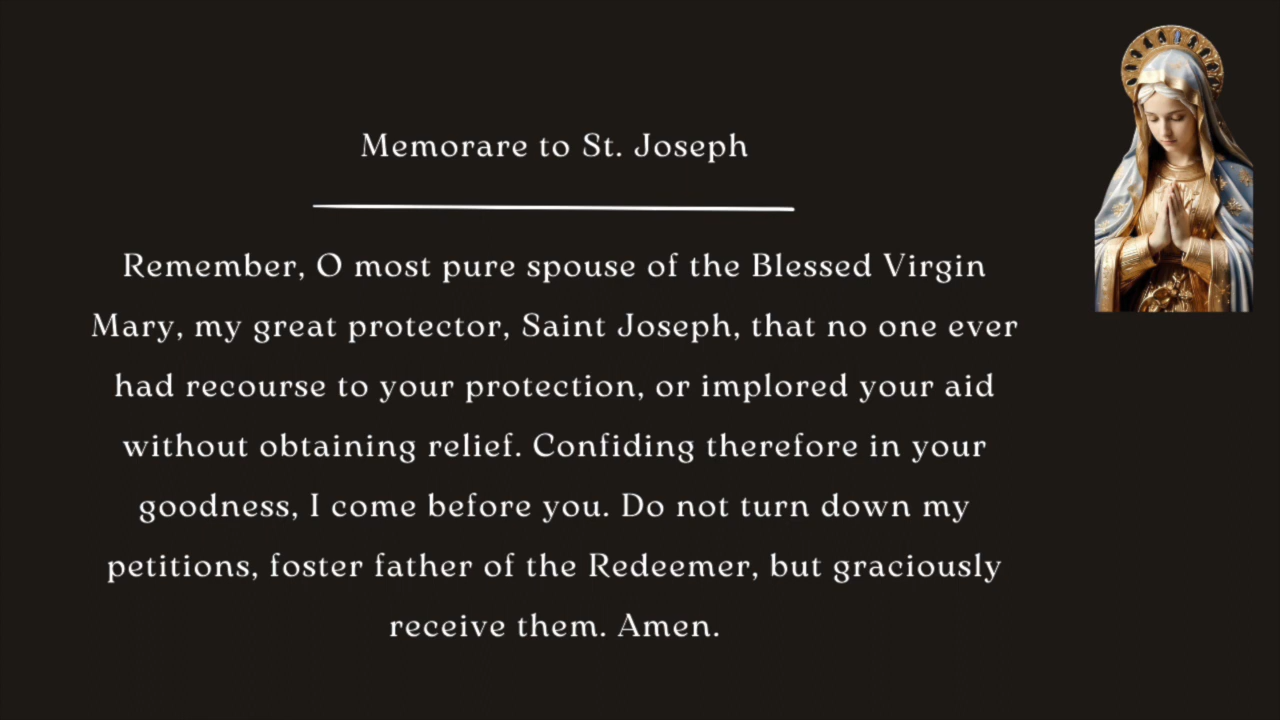 Memorare to St. Joseph
Remember, O most pure spouse of the Blessed Virgin
Mary, my great protector, Saint Joseph, that no one ever
had recourse to your protection, or implored your aid
without obtaining relief. Confiding therefore in your
goodness, I come before you. Do not turn down my
petitions, foster father of the Redeemer, but graciously
receive them. Amen.